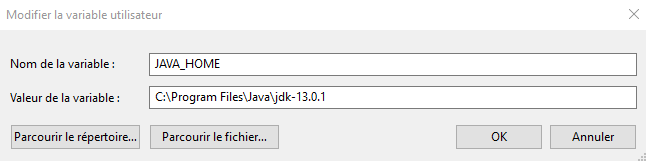 Modifier la variable utilisateur
Nom de la variable : JAVA_HOME
Valeur de la variable : C:\Program Files\Java\jdk-13.0.1
Parcourir le répertoire... Parcourir le fichier... OK Annuler